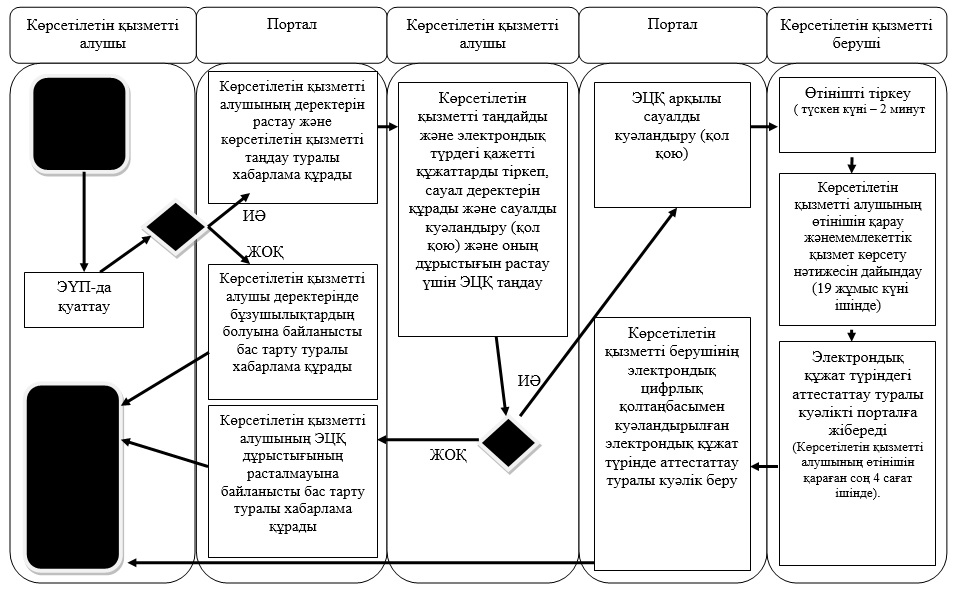 Көрсетілетін қызметті
алушы
Портал
Көрсетілетін қызметті
алушы
Портал
Көрсетілетін қызметті
беруші
ЭҮП-да
қуаттау
Көрсетілетін қызметті
алушының деректерін
растау және
көрсетілетін қызметті
таңдау туралы
хабарлама құрады
ИӘ
ЖОҚ
Көрсетілетін қызметті
алушы деректерінде
бұзушылықтардың
болуына байланысты
бас тарту туралы
хабарлама құрады
Көрсетілетін қызметті
алушының ЭЦҚ
дұрыстығының
расталмауына
байланысты бас тарту
туралы хабарлама
құрады
Көрсетілетін
қызметті таңдайды
және электрондық
түрдегі қажетті
құжаттарды тіркеп,
сауал деректерін
құрады және сауалды
куәландыру (қол
қою) және оның
дұрыстығын растау
үшін ЭЦҚ таңдау
ИӘ
ЖОҚ
ЭЦҚ арқылы
сауалды
куәландыру (қол
қою)
Көрсетілетін
қызметті берушінің
электрондық
цифрлық
қолтаңбасымен
куәландырылған
электрондық құжат
түрінде аттестаттау
туралы куәлік беру
Өтінішті тіркеу
( түскен күні – 2 минут
Көрсетілетін
қызметті алушының
өтінішін қарау
жәнемемлекеттік
қызмет көрсету
нәтижесін дайындау
(19 жұмыс күні
ішінде)
Электрондық
құжат түріндегі
аттестаттау туралы
куәлікті порталға
жібереді
(Көрсетілетін қызметті
алушының өтінішін
қараған соң 4 сағат
ішінде).